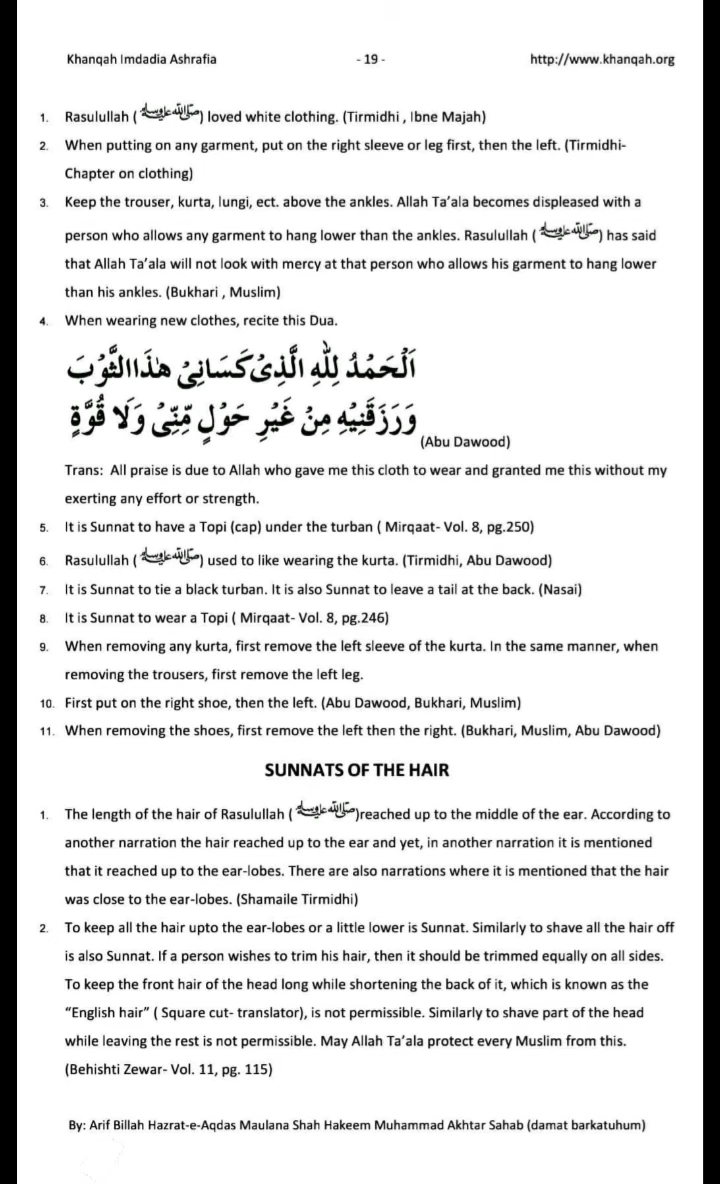 Khanqah Imdadia Ashrafia - 19 - http://www.khanqah.org
1. Rasulullah (صلى الله عليه وسلم) loved white clothing. (Tirmidhi , Ibne Majah)
2. When putting on any garment, put on the right sleeve or leg first, then the left. (Tirmidhi-
Chapter on clothing)
3. Keep the trouser, kurta, lungi, ect. above the ankles. Allah Ta’ala becomes displeased with a
person who allows any garment to hang lower than the ankles. Rasulullah (صلى الله عليه وسلم) has said
that Allah Ta’ala will not look with mercy at that person who allows his garment to hang lower
than his ankles. (Bukhari , Muslim)
4. When wearing new clothes, recite this Dua.
اَلْحَمْدُ لِلّٰهِ الَّذِىْ كَسَانِىْ هٰذَا الثَّوْبَ
وَرَزَقَنِيْهِ مِنْ غَيْرِ حَوْلٍ مِّنِّىْ وَلَا قُوَّةٍ
(Abu Dawood)
Trans: All praise is due to Allah who gave me this cloth to wear and granted me this without my
exerting any effort or strength.
5. It is Sunnat to have a Topi (cap) under the turban ( Mirqaat- Vol. 8, pg.250)
6. Rasulullah (صلى الله عليه وسلم) used to like wearing the kurta. (Tirmidhi, Abu Dawood)
7. It is Sunnat to tie a black turban. It is also Sunnat to leave a tail at the back. (Nasai)
8. It is Sunnat to wear a Topi ( Mirqaat- Vol. 8, pg.246)
9. When removing any kurta, first remove the left sleeve of the kurta. In the same manner, when
removing the trousers, first remove the left leg.
10. First put on the right shoe, then the left. (Abu Dawood, Bukhari, Muslim)
11. When removing the shoes, first remove the left then the right. (Bukhari, Muslim, Abu Dawood)
SUNNATS OF THE HAIR
1. The length of the hair of Rasulullah (صلى الله عليه وسلم)reached up to the middle of the ear. According to
another narration the hair reached up to the ear and yet, in another narration it is mentioned
that it reached up to the ear-lobes. There are also narrations where it is mentioned that the hair
was close to the ear-lobes. (Shamaile Tirmidhi)
2. To keep all the hair upto the ear-lobes or a little lower is Sunnat. Similarly to shave all the hair off
is also Sunnat. If a person wishes to trim his hair, then it should be trimmed equally on all sides.
To keep the front hair of the head long while shortening the back of it, which is known as the
“English hair” ( Square cut- translator), is not permissible. Similarly to shave part of the head
while leaving the rest is not permissible. May Allah Ta’ala protect every Muslim from this.
(Behishti Zewar- Vol. 11, pg. 115)
By: Arif Billah Hazrat-e-Aqdas Maulana Shah Hakeem Muhammad Akhtar Sahab (damat barkatuhum)